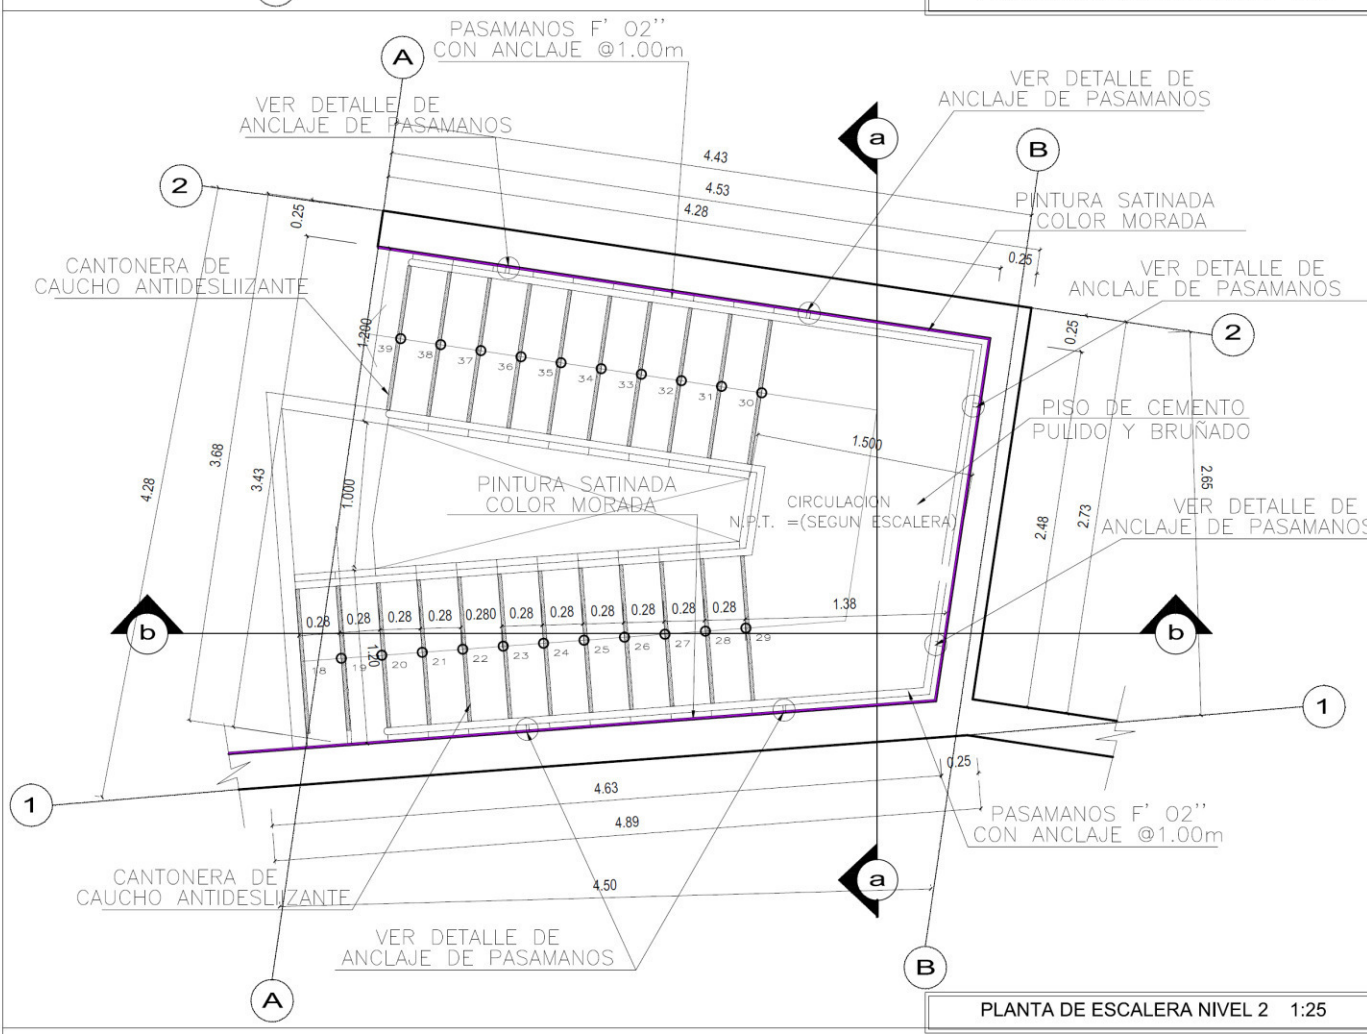 PASAMANOS F' O2''
CON ANCLAJE @1.00m
A
VER DETALLE DE
ANCLAJE DE PASAMANOS
VER DETALLE DE
ANCLAJE DE PASAMANOS
a
B
4.43
4.53
4.28
2
0.25
PINTURA SATINADA
COLOR MORADA
0.25
CANTONERA DE
CAUCHO ANTIDESLIIZANTE
VER DETALLE DE
ANCLAJE DE PASAMANOS
0.25
2
1.200
39
38
37
36
35
34
33
32
31
30
PISO DE CEMENTO
PULIDO Y BRUÑADO
1.500
3.68
3.43
4.28
1.000
2.65
PINTURA SATINADA
COLOR MORADA
CIRCULACION
N.P.T. =(SEGUN ESCALERA)
2.48
2.73
VER DETALLE DE
ANCLAJE DE PASAMANOS
0.28
0.28
0.28
0.28
0.280
0.28
0.28
0.28
0.28
0.28
0.28
1.38
b
b
1.20
18
19
20
21
22
23
24
25
26
27
28
29
1
1
4.63
0.25
4.89
PASAMANOS F' O2''
CON ANCLAJE @1.00m
CANTONERA DE
CAUCHO ANTIDESLIIZANTE
4.50
a
VER DETALLE DE
ANCLAJE DE PASAMANOS
B
A
PLANTA DE ESCALERA NIVEL 2 1:25